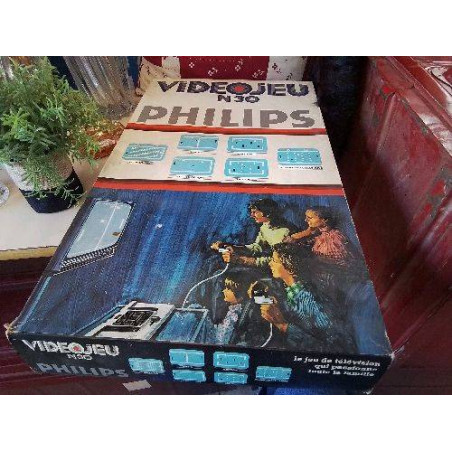 VIDEOJEU
N30
PHILIPS
VIDEOJEU
N30
PHILIPS
le jeu de télévision
qui passionne
toute la famille